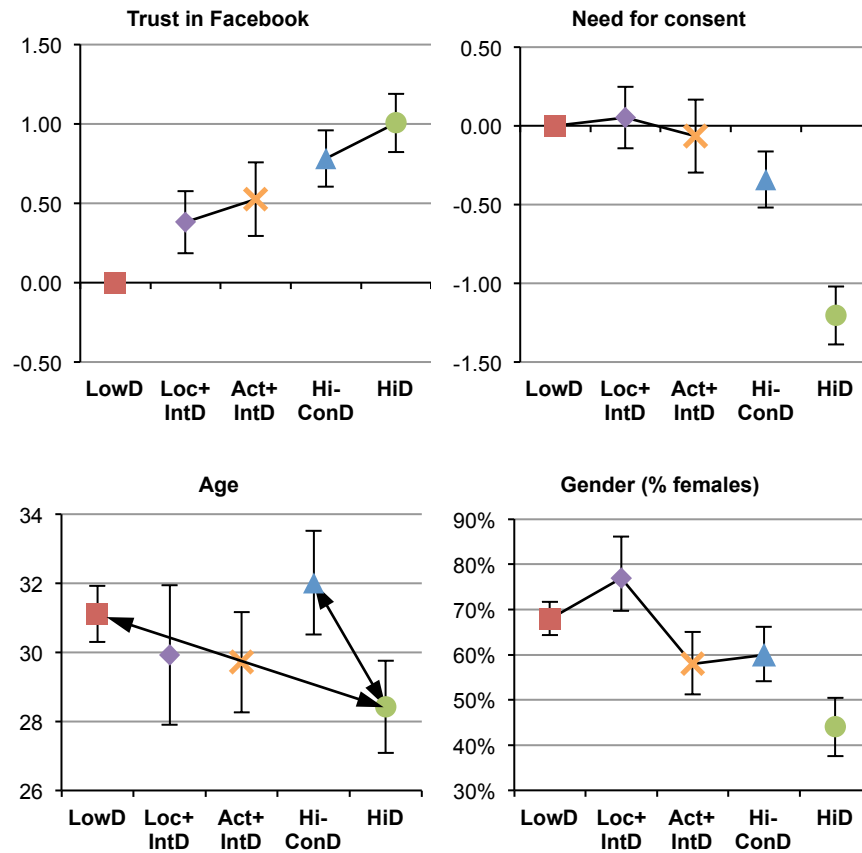 Trust in Facebook
1.50
1.00
0.50
0.00
-0.50
LowD Loc+ Act+ Hi- HiD
IntD IntD ConD
Need for consent
0.50
0.00
-0.50
-1.00
-1.50
LowD Loc+ Act+ Hi- HiD
IntD IntD ConD
Age
34
32
30
28
26
LowD Loc+ Act+ Hi- HiD
IntD IntD ConD
Gender (% females)
90%
80%
70%
60%
50%
40%
30%
LowD Loc+ Act+ Hi- HiD
IntD IntD ConD